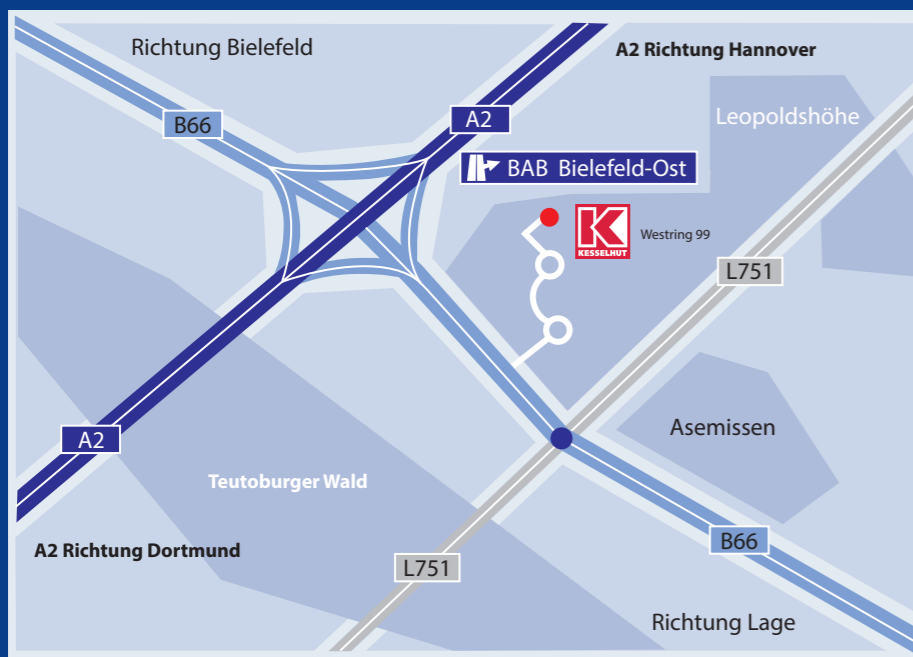 Richtung Bielefeld
A2 Richtung Hannover
B66
A2
Leopoldshöhe
BAB Bielefeld-Ost
K
KESSELHUT
Westring 99
L751
A2
Asemissen
Teutoburger Wald
A2 Richtung Dortmund
B66
L751
Richtung Lage